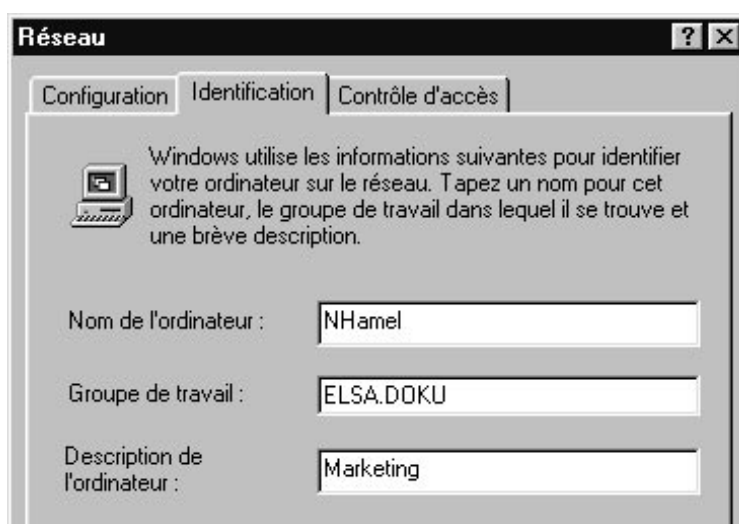 Réseau
Configuration
Identification
Contrôle d'accès
Windows utilise les informations suivantes pour identifier
votre ordinateur sur le réseau. Tapez un nom pour cet
ordinateur, le groupe de travail dans lequel il se trouve et
une brève description.
Nom de l'ordinateur :
NHamel
Groupe de travail :
ELSA.DOKU
Description de
l'ordinateur :
Marketing